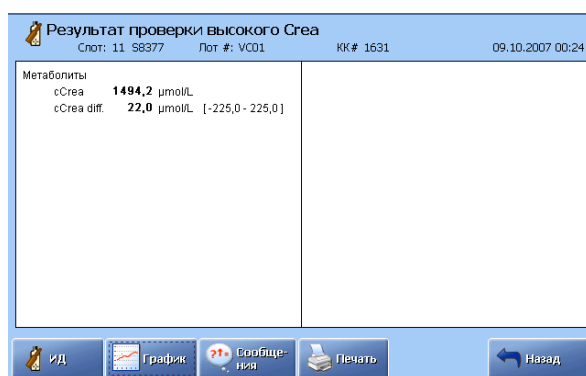 Результат проверки высокого Crea
Слот: 11 S8377 Лот #: VC01 КК# 1631 09.10.2007 00:24
Метаболиты
cCrea 1494,2 µmol/L
cCrea diff. 22,0 µmol/L [-225,0 - 225,0]
ИД
График
Сообще-
ния
Печать
Назад